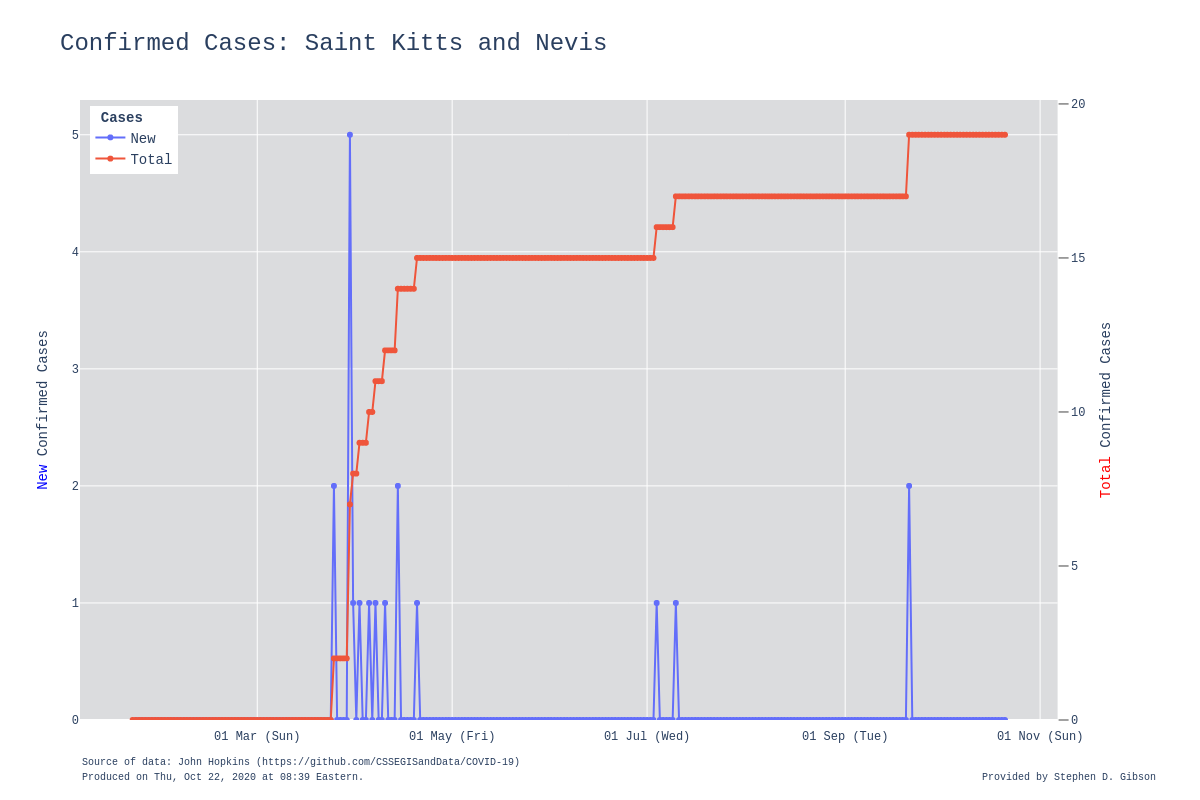 Confirmed Cases: Saint Kitts and Nevis
Cases
New
Total
5
4
3
2
1
0
20
15
10
5
0
New Confirmed Cases
Total Confirmed Cases
01 Mar (Sun)
01 May (Fri)
01 Jul (Wed)
01 Sep (Tue)
01 Nov (Sun)
Source of data: John Hopkins (https://github.com/CSSEGISandData/COVID-19)
Produced on Thu, Oct 22, 2020 at 08:39 Eastern.
Provided by Stephen D. Gibson